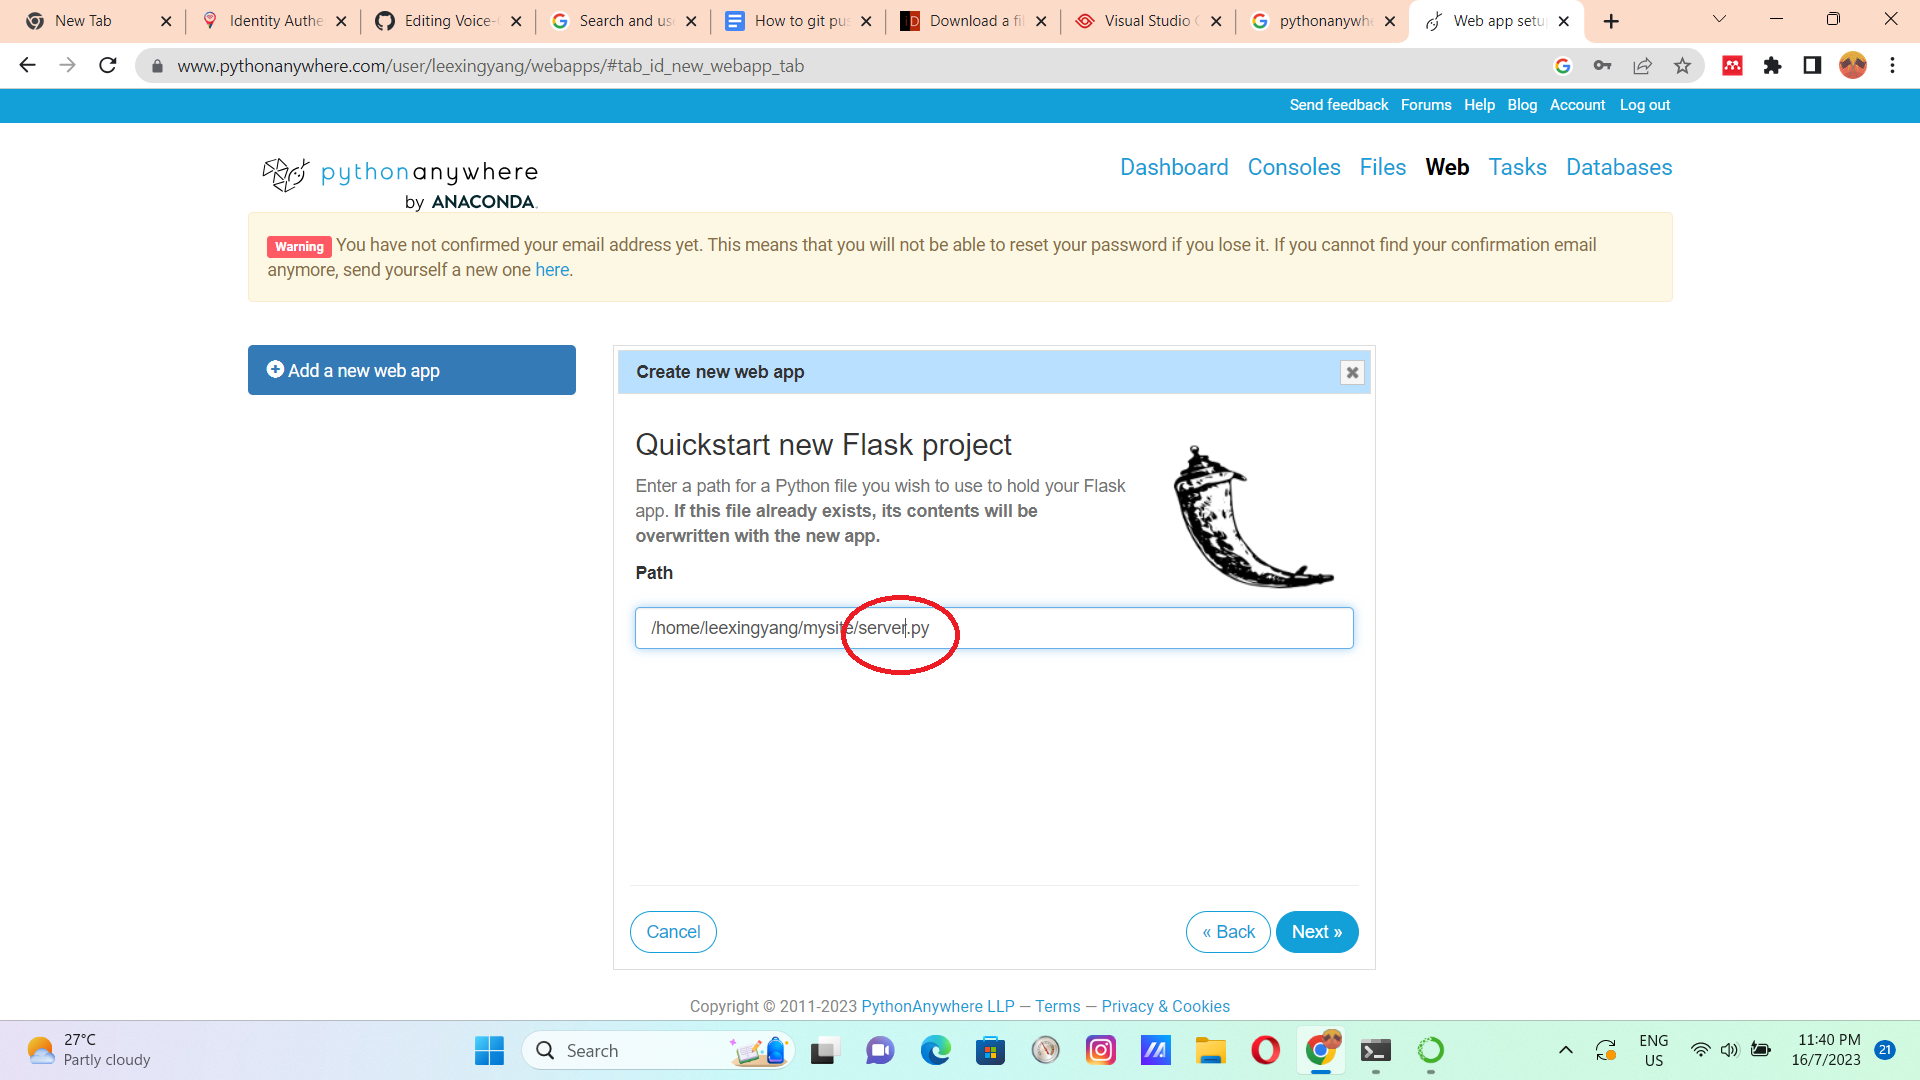 New Tab
Identity Authe
Editing Voice-
Search and us
How to git pus
Download a fi
Visual Studio
pythonanywh
Web app setu
www.pythonanywhere.com/user/leexingyang/webapps/#tab_id_new_webapp_tab
Send feedback Forums Help Blog Account Log out
pythonanywhere
by ANACONDA.
Dashboard Consoles Files Web Tasks Databases
Warning You have not confirmed your email address yet. This means that you will not be able to reset your password if you lose it. If you cannot find your confirmation email
anymore, send yourself a new one here.
Add a new web app
Create new web app
Quickstart new Flask project
Enter a path for a Python file you wish to use to hold your Flask
app. If this file already exists, its contents will be
overwritten with the new app.
Path
/home/leexingyang/mysite/server.py
Cancel
« Back
Next »
Copyright © 2011-2023 PythonAnywhere LLP — Terms — Privacy & Cookies
27°C
Partly cloudy
Search
ENG
US
11:40 PM
16/7/2023
21